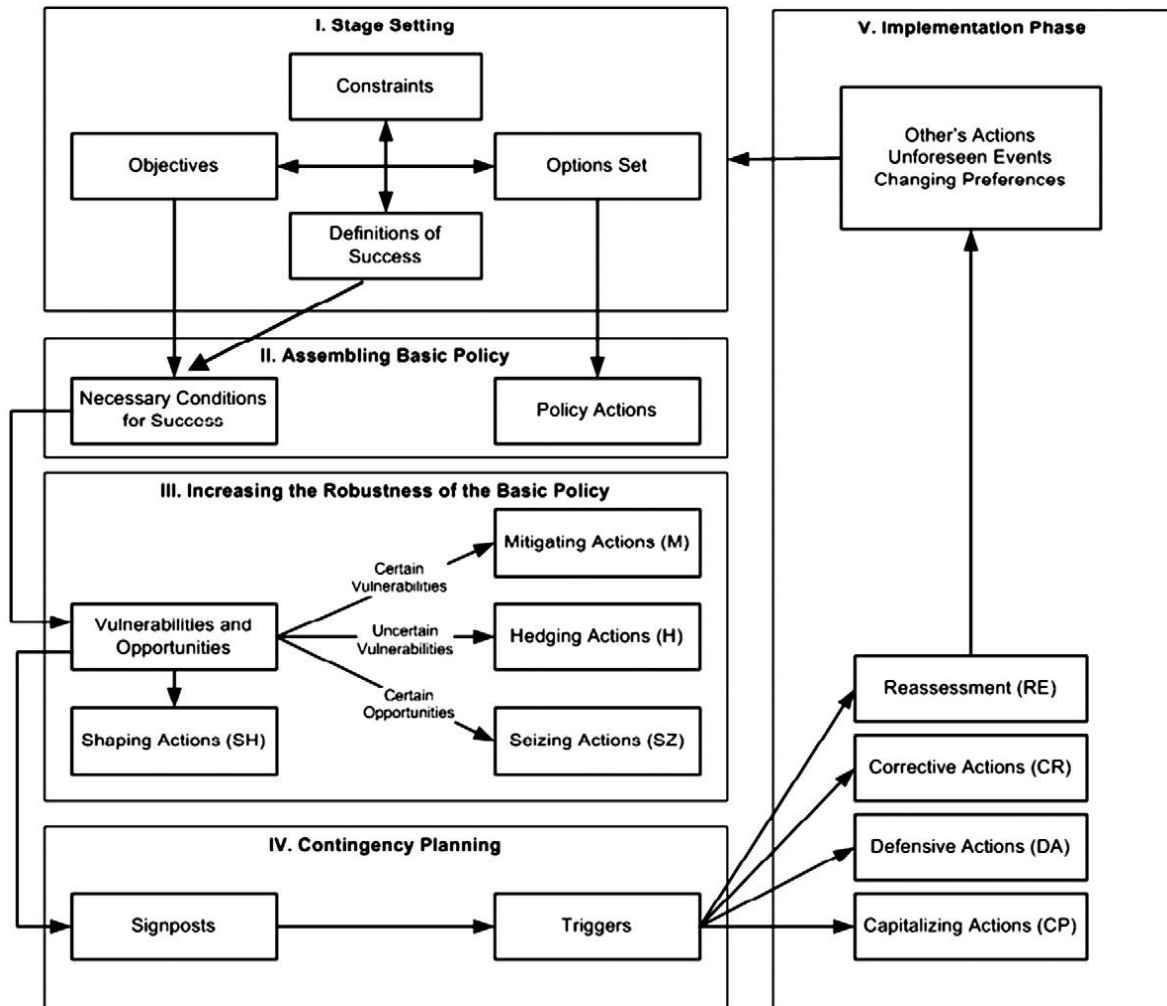 I. Stage Setting
Constraints
Objectives
Options Set
Definitions of
Success
II. Assembling Basic Policy
Necessary Conditions
for Success
Policy Actions
III. Increasing the Robustness of the Basic Policy
Mitigating Actions (M)
Certain
Vulnerabilities
Vulnerabilities and
Opportunities
Uncertain
Vulnerabilities
Hedging Actions (H)
Certain
Opportunities
Shaping Actions (SH)
Seizing Actions (SZ)
IV. Contingency Planning
Signposts
Triggers
V. Implementation Phase
Other's Actions
Unforeseen Events
Changing Preferences
Reassessment (RE)
Corrective Actions (CR)
Defensive Actions (DA)
Capitalizing Actions (CP)